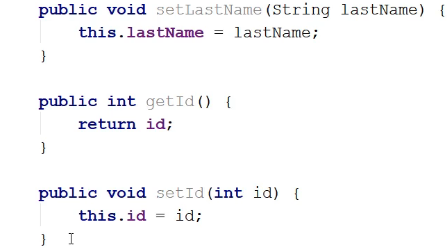 public void setLastName(String lastName) {
    this.lastName = lastName;
}

public int getId() {
    return id;
}

public void setId(int id) {
    this.id = id;
}